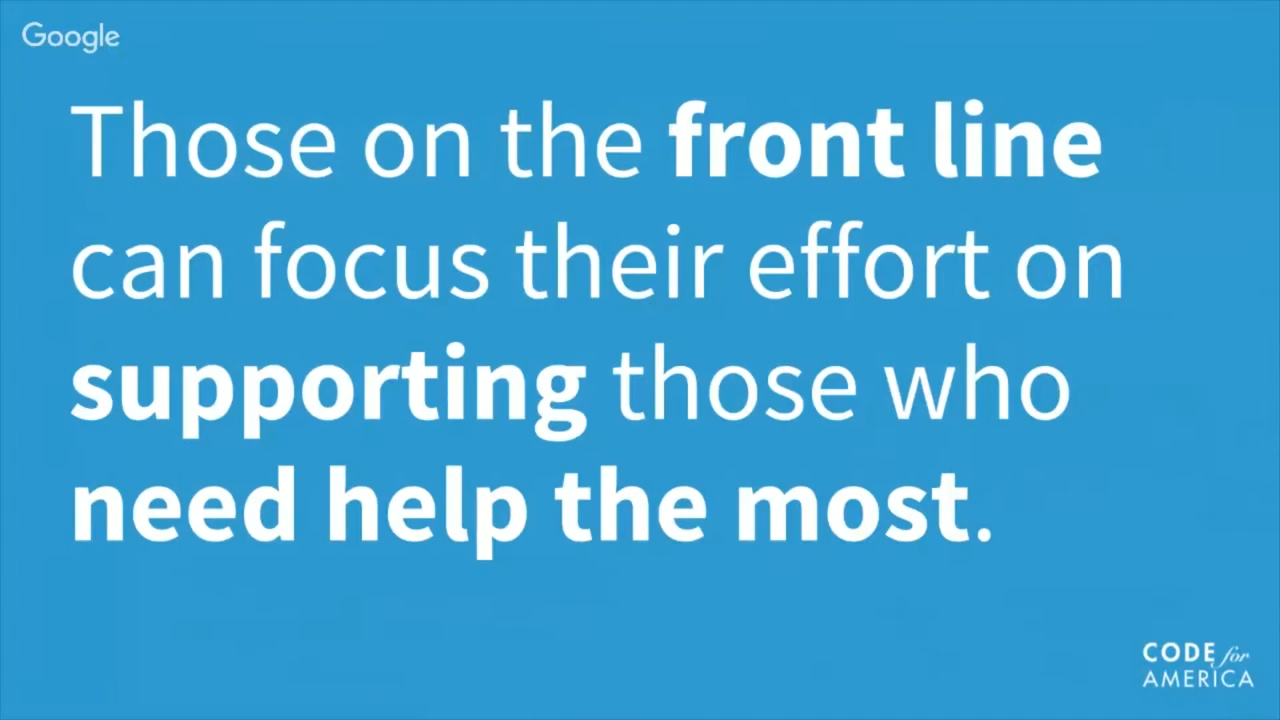 Google
Those on the front line
can focus their effort on
supporting those who
need help the most.
CODE for
AMERICA